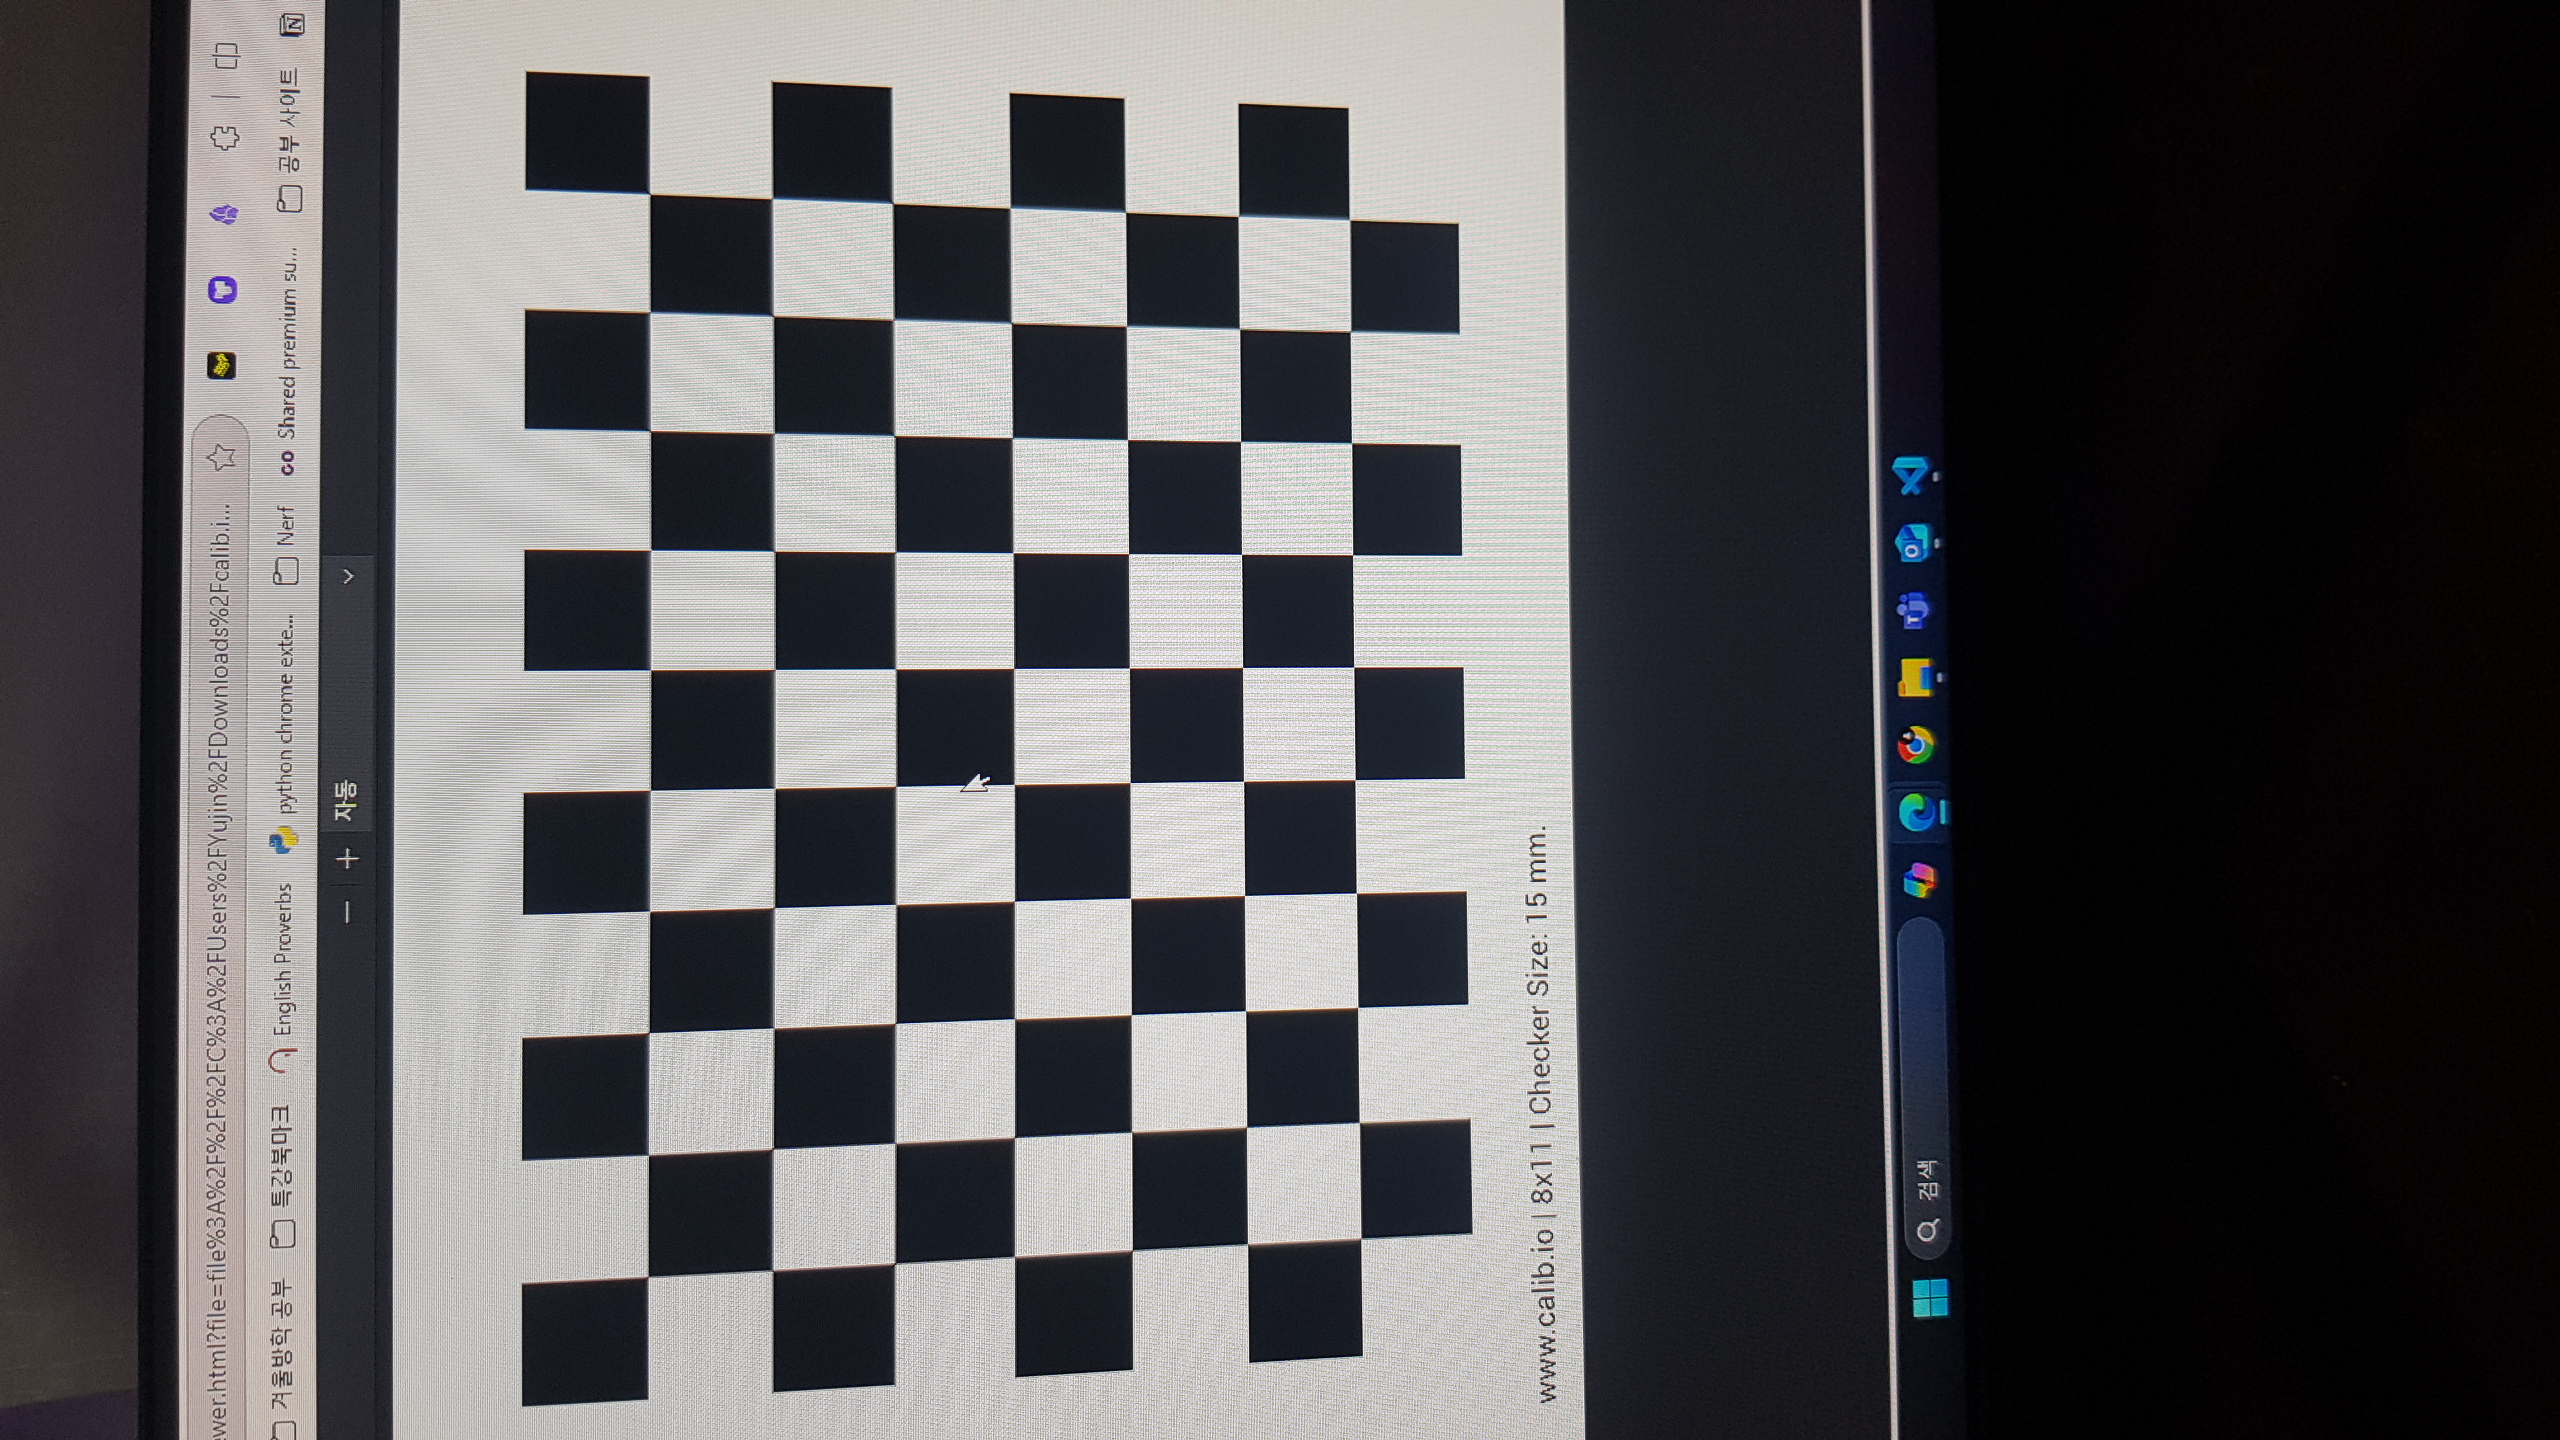 ewer.html?file=file%3A%2F%2F%2FC%3A%2FUsers%2FYujin%2FDownloads%2Fcalib.i...
겨울방학 공부 특강북마크 English Proverbs python chrome exte... Nerf co Shared premium su... 공부 사이트 N
자동
www.calib.io | 8x11 | Checker Size: 15 mm.
검색